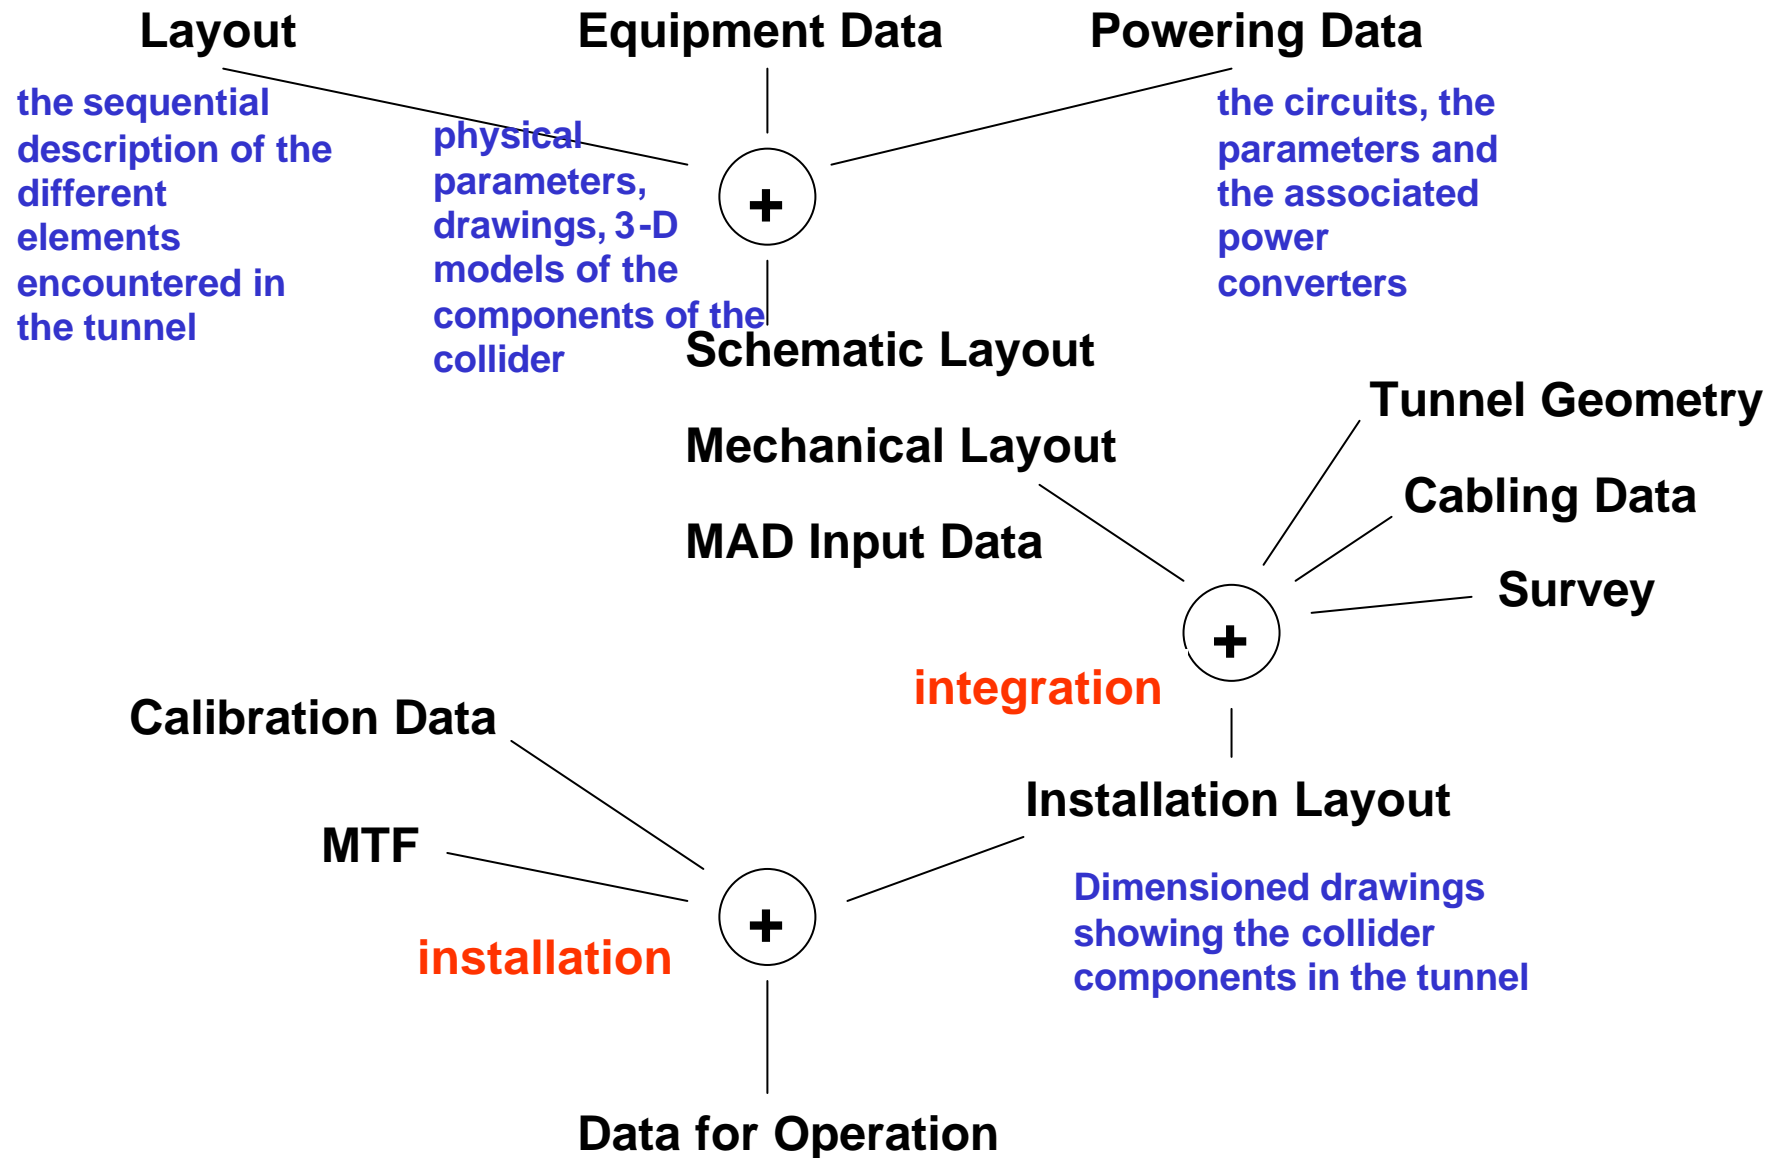 Layout
Equipment Data
Powering Data
the sequential
description of the
different
elements
encountered in
the tunnel
physical
parameters,
drawings, 3-D
models of the
components of the
collider
the circuits, the
parameters and
the associated
power
converters
+
Schematic Layout
Mechanical Layout
MAD Input Data
Tunnel Geometry
Cabling Data
Survey
+
integration
Calibration Data
MTF
Installation Layout
+
installation
Dimensioned drawings
showing the collider
components in the tunnel
Data for Operation